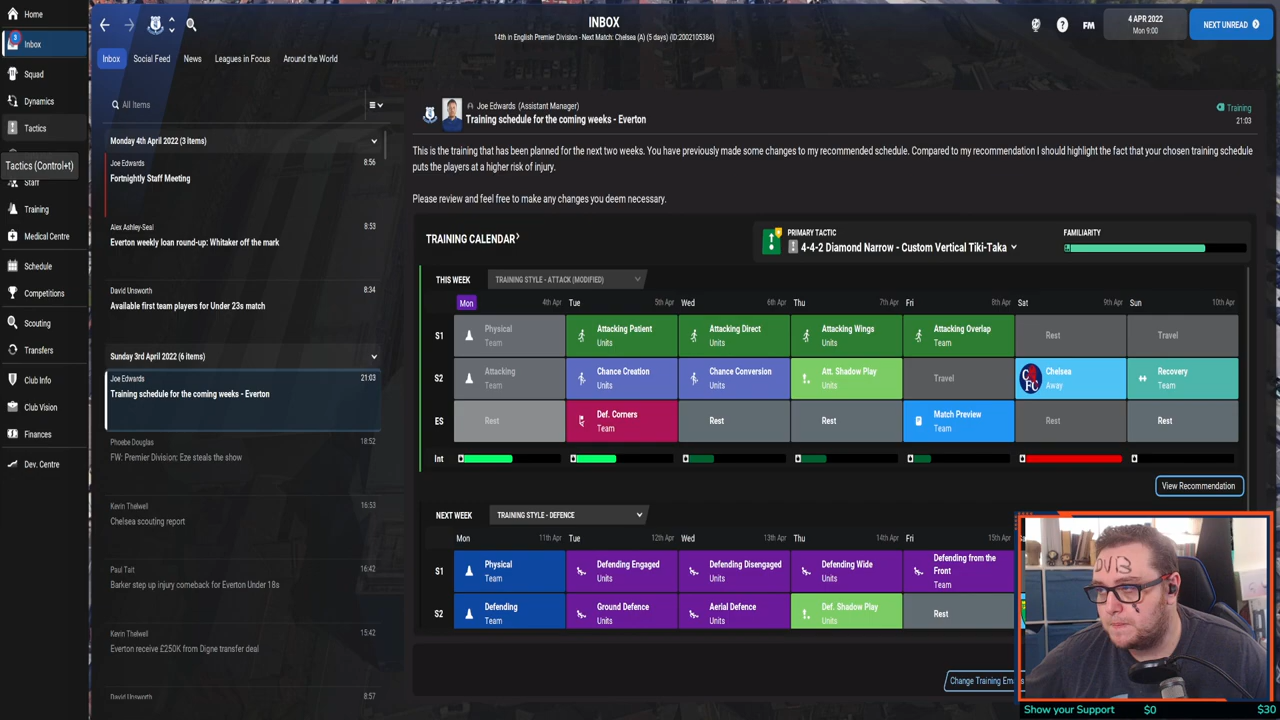 Home
3
Inbox
Squad
Dynamics
Tactics
Tactics (Control+t)
Staff
Training
Medical Centre
Schedule
Competitions
Scouting
Transfers
Club Info
Club Vision
Finances
Dev. Centre
INBOX
14th in English Premier Division - Next Match: Chelsea (A) (5 days) (ID:2002105384)
FM
4 APR 2022
Mon 9:00
NEXT UNREAD
Inbox
Social Feed
News
Leagues in Focus
Around the World
All Items
Monday 4th April 2022 (3 items)
Joe Edwards
8:56
Fortnightly Staff Meeting
Alex Ashley-Seal
8:53
Everton weekly loan round-up: Whitaker off the mark
David Unsworth
8:34
Available first team players for Under 23s match
Sunday 3rd April 2022 (6 items)
Joe Edwards
21:03
Training schedule for the coming weeks - Everton
Phoebe Douglas
18:52
FW: Premier Division: Eze steals the show
Kevin Thelwell
16:53
Chelsea scouting report
Paul Tait
16:42
Barker step up injury comeback for Everton Under 18s
Kevin Thelwell
15:42
Everton receive £250K from Digne transfer deal
David Unsworth
8:57
Joe Edwards (Assistant Manager)
Training schedule for the coming weeks - Everton
Training
21:03
This is the training that has been planned for the next two weeks. You have previously made some changes to my recommended schedule. Compared to my recommendation I should highlight the fact that your chosen training schedule
puts the players at a higher risk of injury.
Please review and feel free to make any changes you deem necessary.
TRAINING CALENDAR
PRIMARY TACTIC
4-4-2 Diamond Narrow - Custom Vertical Tiki-Taka
FAMILIARITY
THIS WEEK
TRAINING STYLE - ATTACK (MODIFIED)
Mon 4th Apr Tue 5th Apr Wed 6th Apr Thu 7th Apr Fri 8th Apr Sat 9th Apr Sun 10th Apr
S1
Physical
Team
Attacking Patient
Units
Attacking Direct
Units
Attacking Wings
Units
Attacking Overlap
Team
Rest
Travel
S2
Attacking
Team
Chance Creation
Units
Chance Conversion
Units
Att. Shadow Play
Units
Travel
Chelsea
Away
Recovery
Team
ES
Rest
Def. Corners
Team
Rest
Rest
Match Preview
Team
Rest
Rest
Int
View Recommendation
NEXT WEEK
TRAINING STYLE - DEFENCE
Mon 11th Apr Tue 12th Apr Wed 13th Apr Thu 14th Apr Fri 15th Apr
S1
Physical
Team
Defending Engaged
Units
Defending Disengaged
Units
Defending Wide
Units
Defending from the
Front
Team
S2
Defending
Team
Ground Defence
Units
Aerial Defence
Units
Def. Shadow Play
Units
Rest
Change Training Ema
Show your Support $0 $30